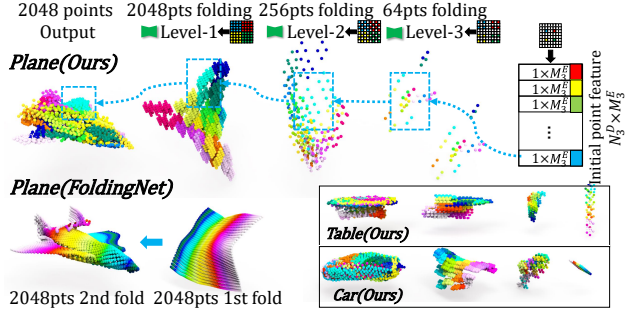 2048 points
Output
2048pts folding
Level-1
256pts folding
Level-2
64pts folding
Level-3
Plane(Ours)
1×M₃ᴱ
1×M₃ᴱ
1×M₃ᴱ
⋮
1×M₃ᴱ
Initial point feature
N₃ᴰ×M₃ᴱ
Plane(FoldingNet)
2048pts 2nd fold
2048pts 1st fold
Table(Ours)
Car(Ours)